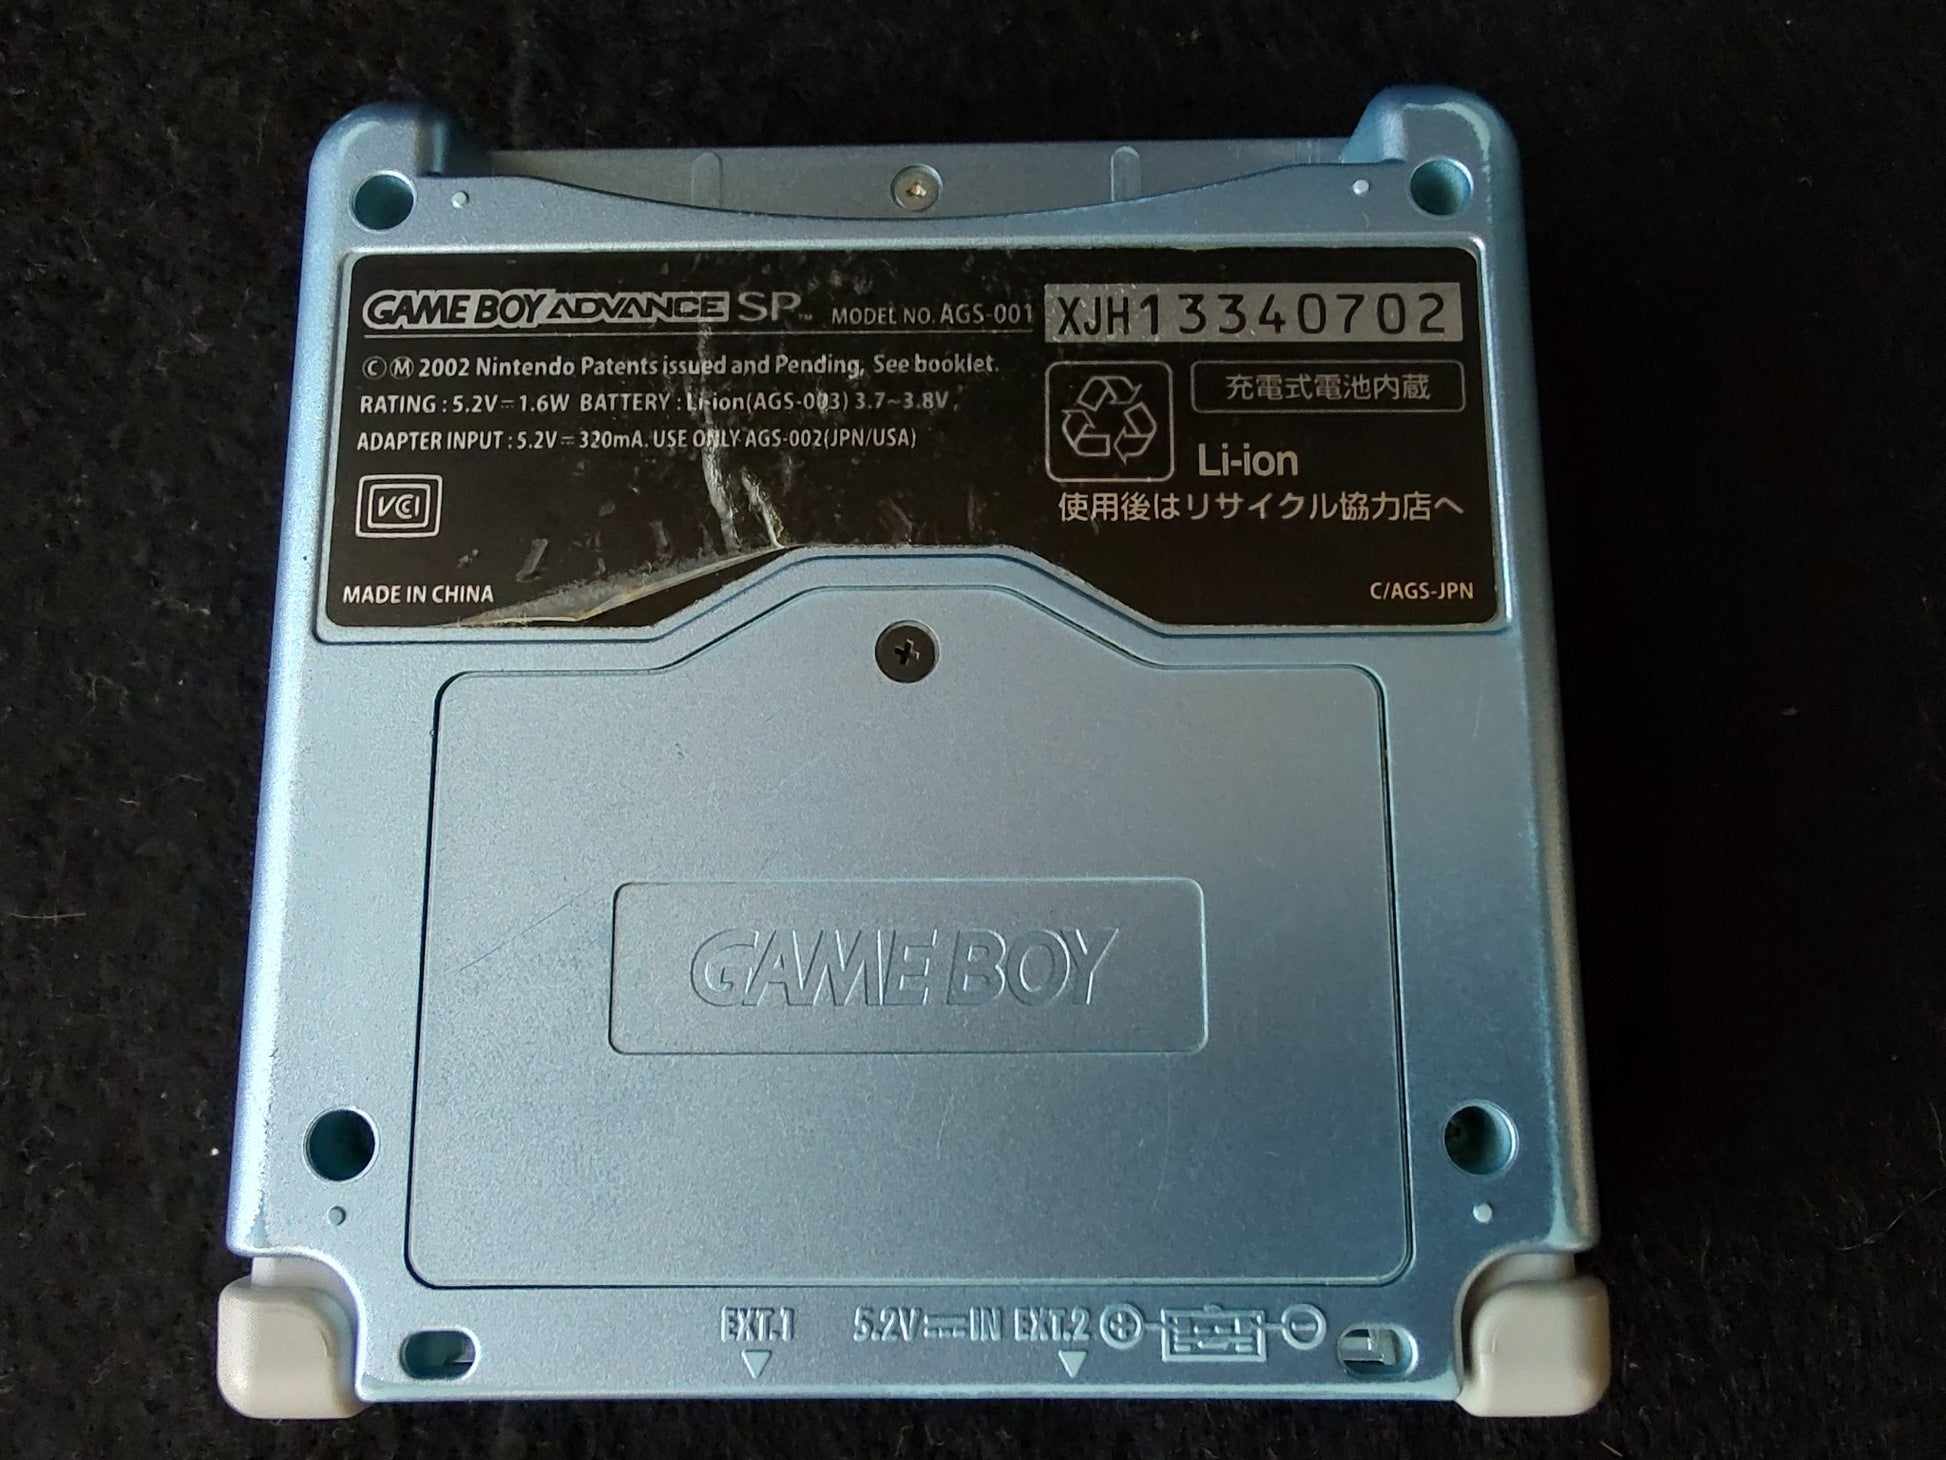 GAME BOY ADVANCE SP™ MODEL NO. AGS-001 XJH13340702
ⒸⓂ 2002 Nintendo Patents issued and Pending, See booklet.
RATING : 5.2V⎓1.6W BATTERY : Li-ion(AGS-003) 3.7~3.8V
ADAPTER INPUT : 5.2V⎓320mA. USE ONLY AGS-002(JPN/USA)
VCI
MADE IN CHINA
充電式電池内蔵
Li-ion
使用後はリサイクル協力店へ
C/AGS-JPN
GAME BOY
EXT.1 5.2V⎓IN EXT.2